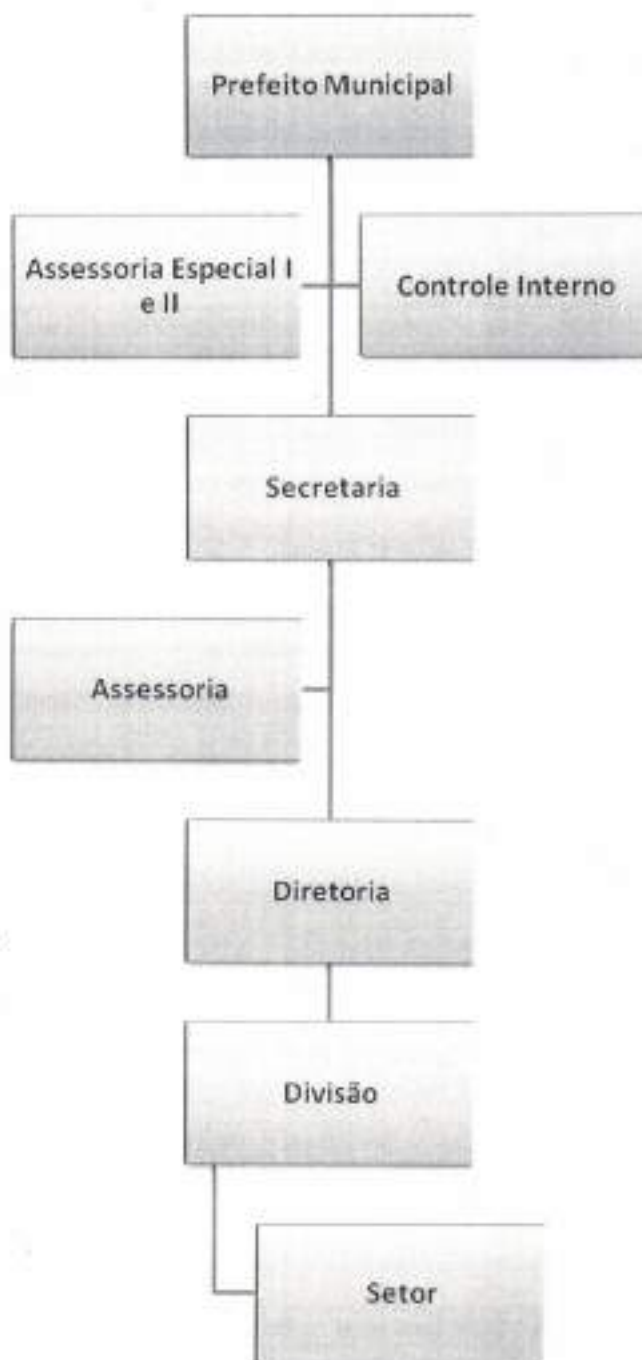 Prefeito Municipal
Assessoria Especial I
e II
Controle Interno
Secretaria
Assessoria
Diretoria
Divisão
Setor